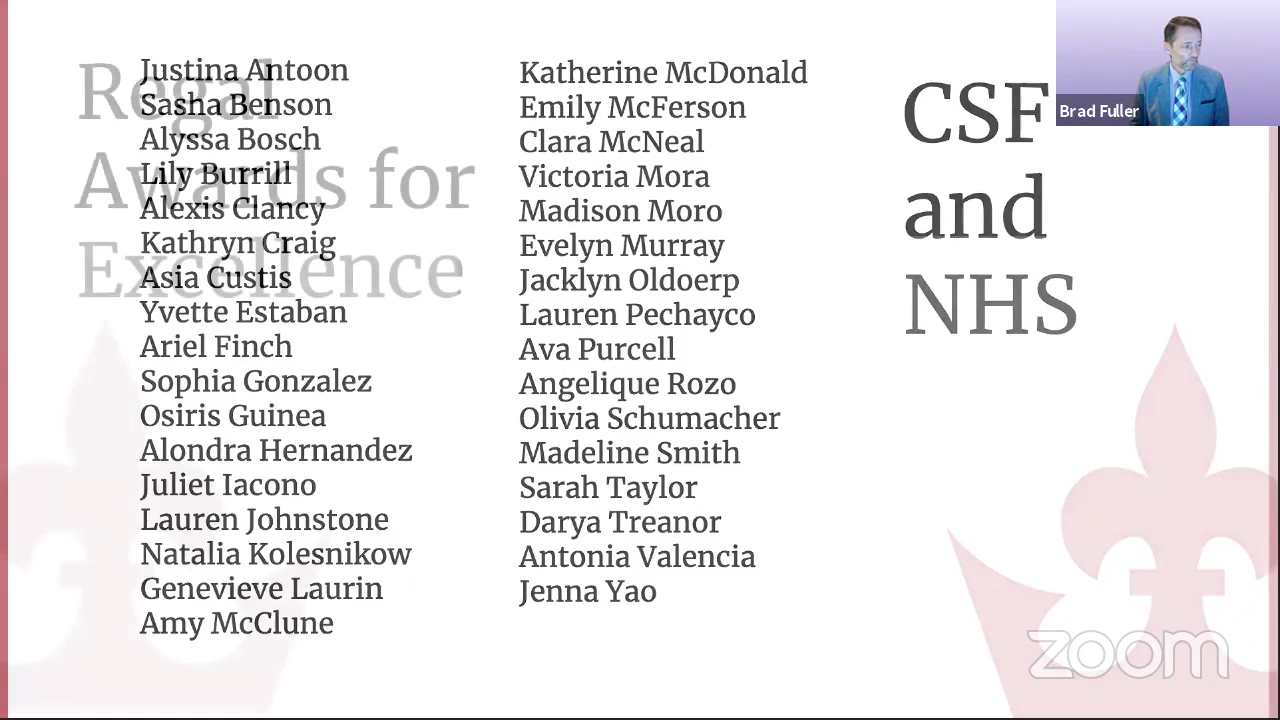 Regal
Awards for
Excellence
Justina Antoon
Sasha Benson
Alyssa Bosch
Lily Burrill
Alexis Clancy
Kathryn Craig
Asia Custis
Yvette Estaban
Ariel Finch
Sophia Gonzalez
Osiris Guinea
Alondra Hernandez
Juliet Iacono
Lauren Johnstone
Natalia Kolesnikow
Genevieve Laurin
Amy McClune
Katherine McDonald
Emily McFerson
Clara McNeal
Victoria Mora
Madison Moro
Evelyn Murray
Jacklyn Oldoerp
Lauren Pechayco
Ava Purcell
Angelique Rozo
Olivia Schumacher
Madeline Smith
Sarah Taylor
Darya Treanor
Antonia Valencia
Jenna Yao
CSF
and
NHS
Brad Fuller
zoom